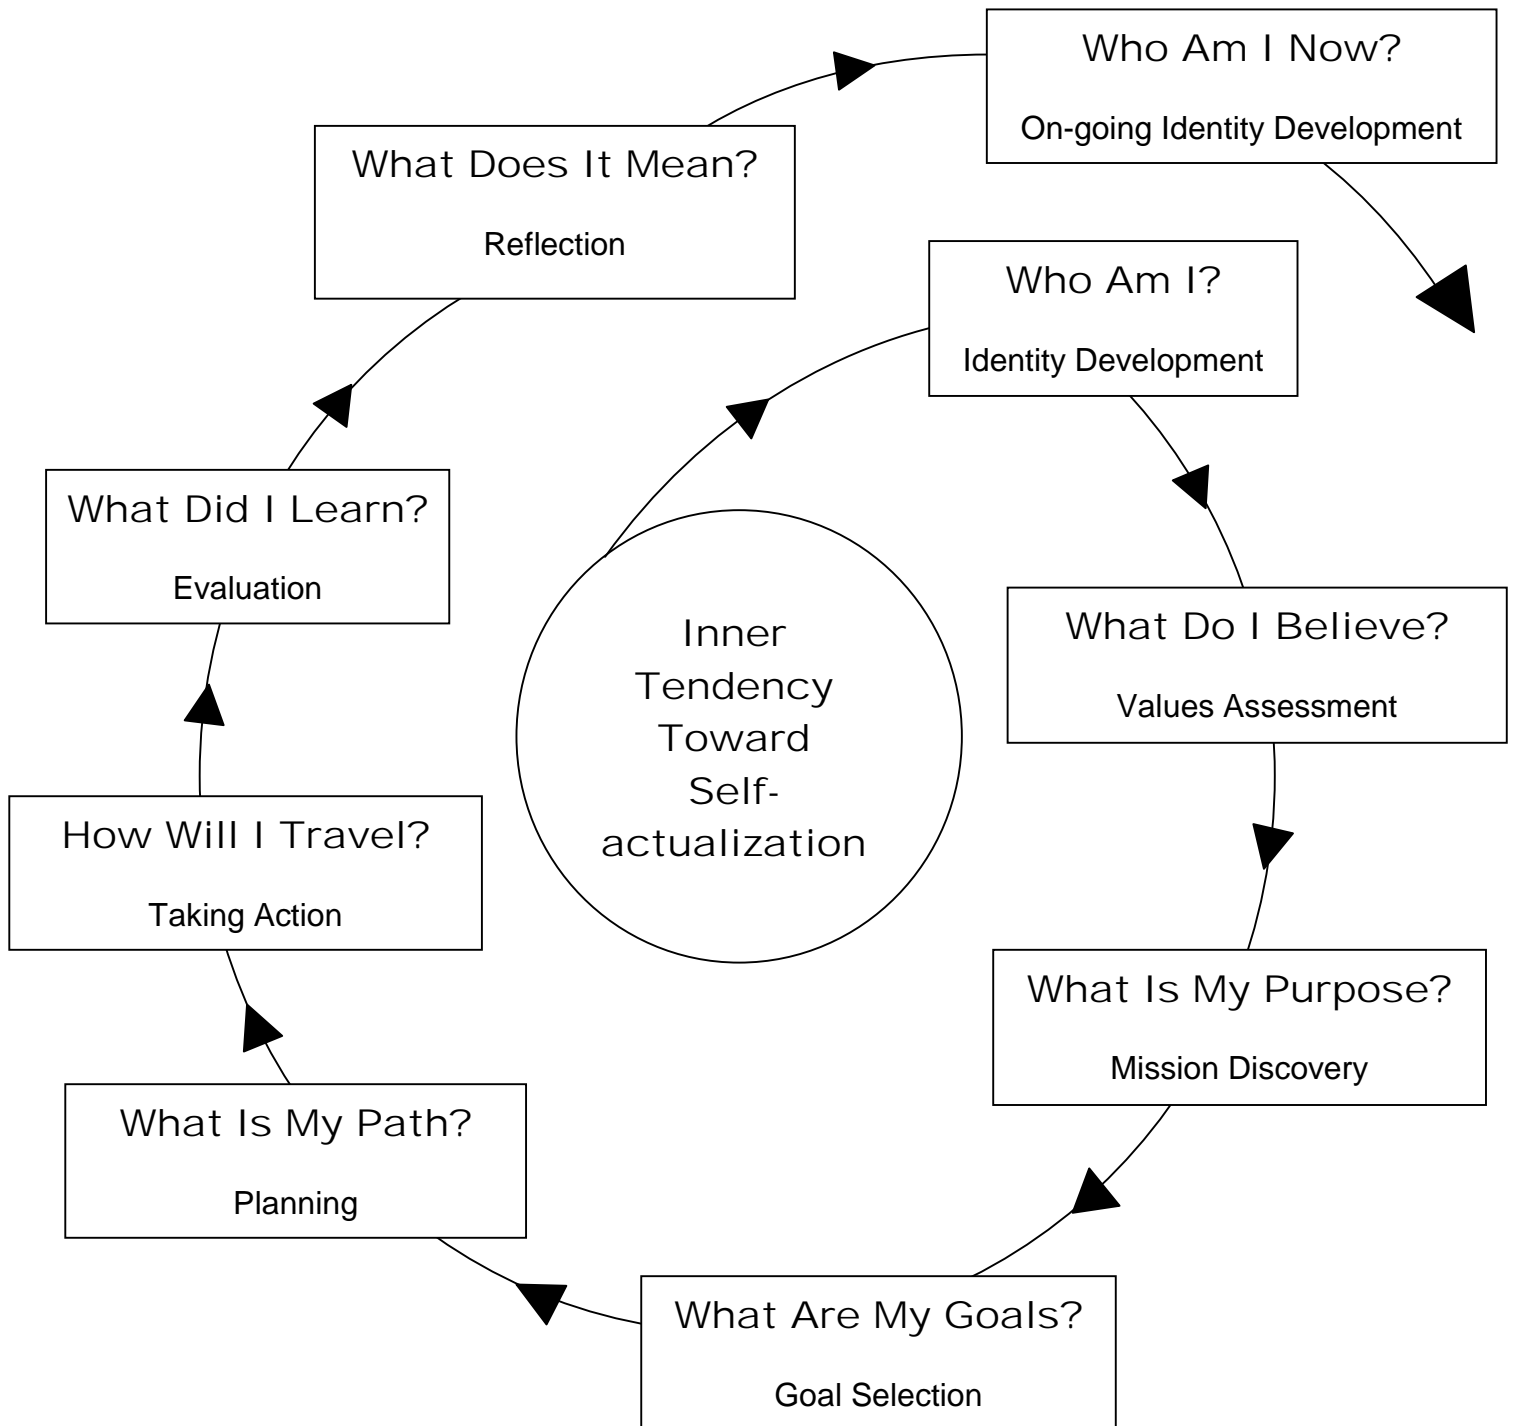 Who Am I Now?
On-going Identity Development
What Does It Mean?
Reflection
Who Am I?
Identity Development
What Did I Learn?
Evaluation
Inner
Tendency
Toward
Self-
actualization
What Do I Believe?
Values Assessment
How Will I Travel?
Taking Action
What Is My Purpose?
Mission Discovery
What Is My Path?
Planning
What Are My Goals?
Goal Selection